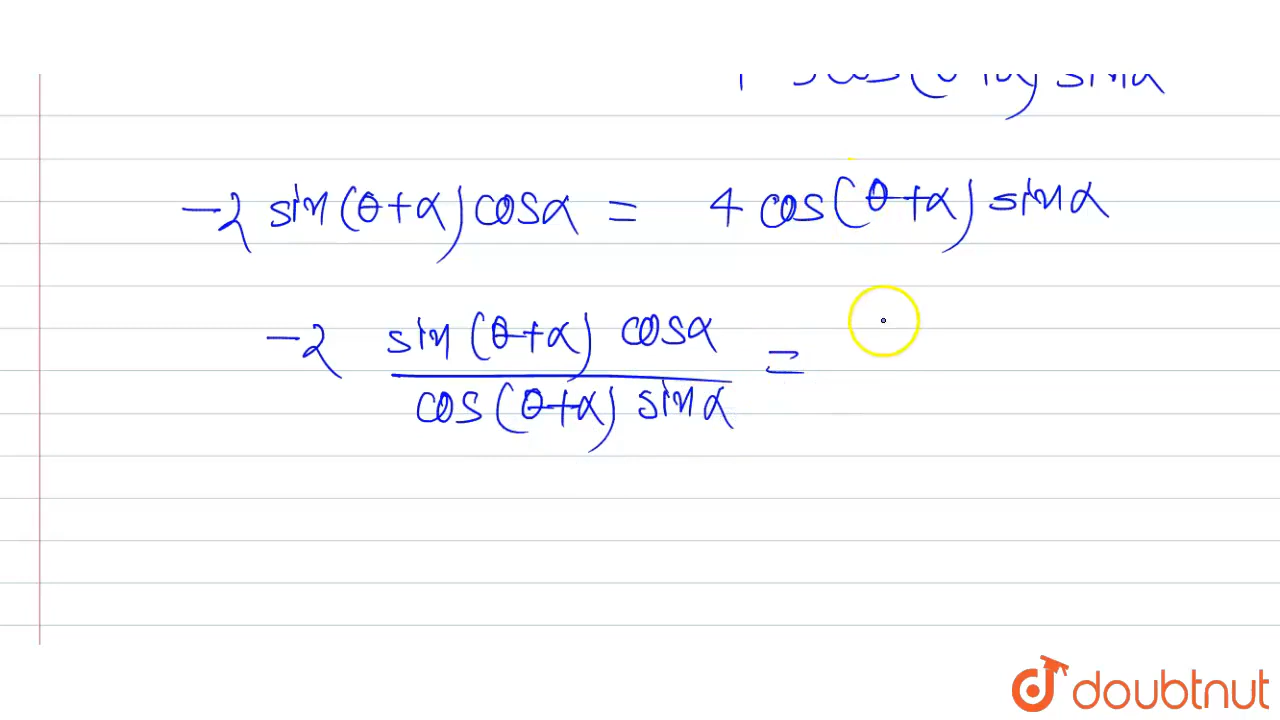 -2 sin(θ+α) cosα = 4 cos(θ+α) sinα
-2 sin(θ+α) cosα / cos(θ+α) sinα =
doubtnut